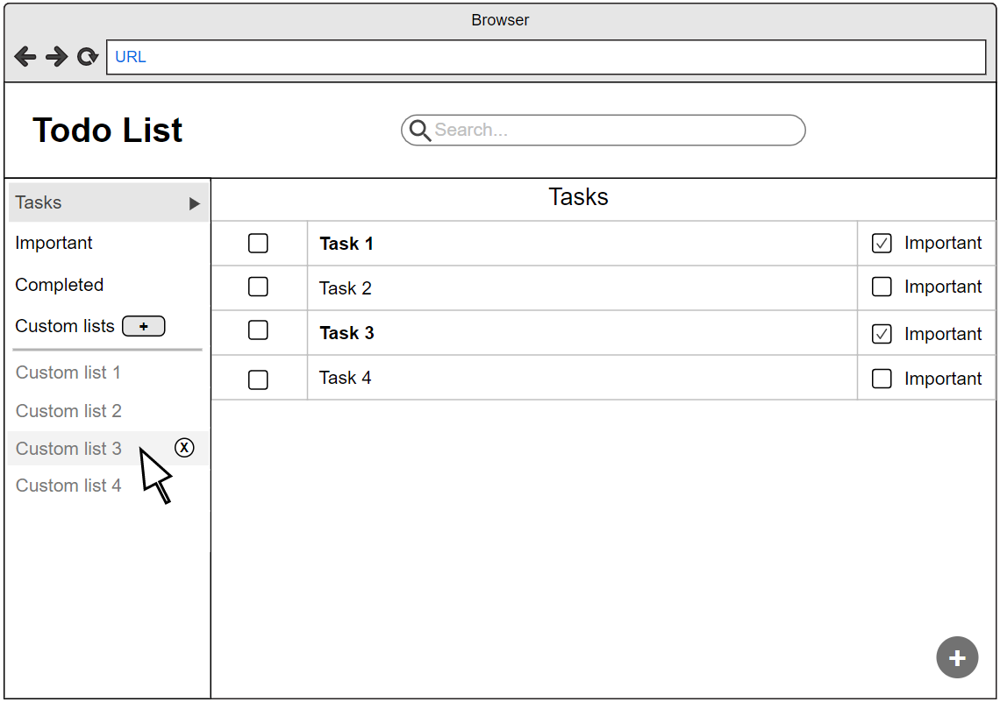 Browser
URL
Todo List
Search...
Tasks
Important
Completed
Custom lists +
Custom list 1
Custom list 2
Custom list 3 X
Custom list 4
Tasks
Task 1 Important
Task 2 Important
Task 3 Important
Task 4 Important
+